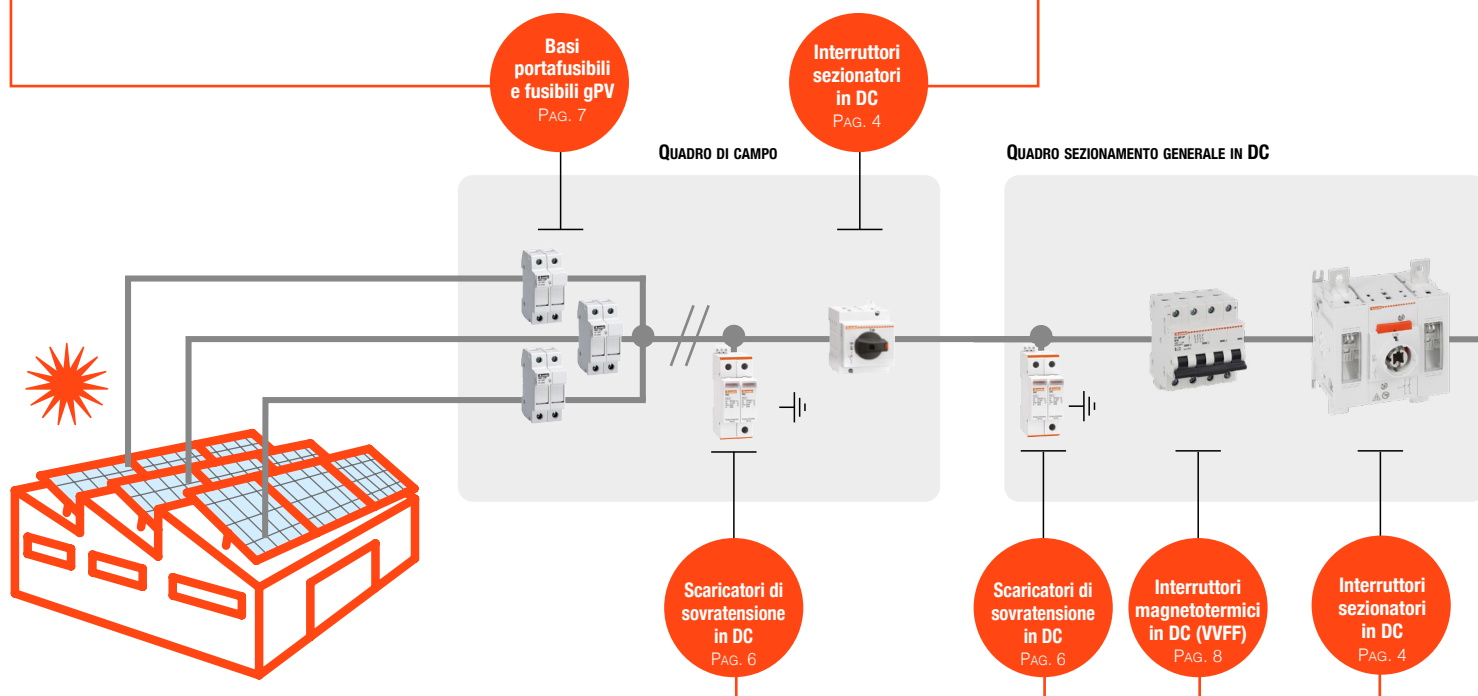 Basi
portafusibili
e fusibili gPV
PAG. 7
Interruttori
sezionatori
in DC
PAG. 4
QUADRO DI CAMPO
QUADRO SEZIONAMENTO GENERALE IN DC
Scaricatori di
sovratensione
in DC
PAG. 6
Scaricatori di
sovratensione
in DC
PAG. 6
Interruttori
magnetotermici
in DC (VVFF)
PAG. 8
Interruttori
sezionatori
in DC
PAG. 4